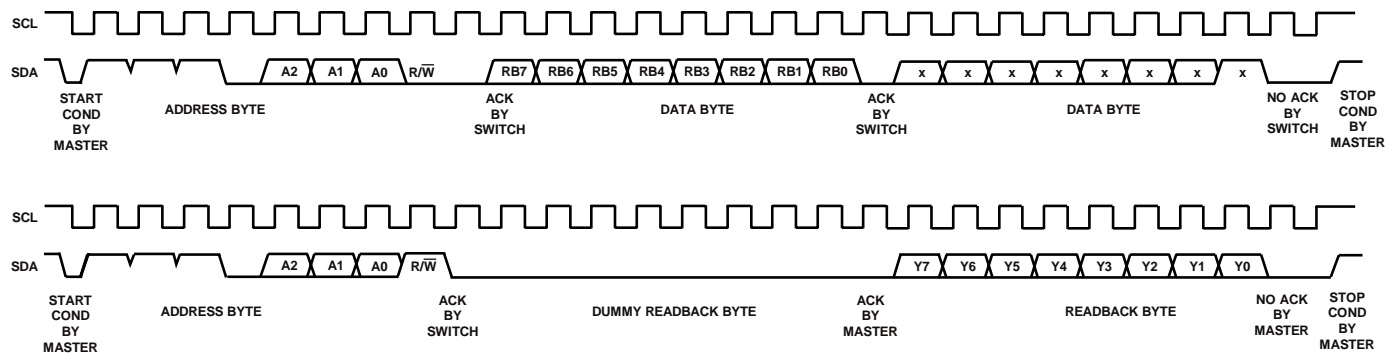 SCL
SDA A2 A1 A0 R/W̅ RB7 RB6 RB5 RB4 RB3 RB2 RB1 RB0 x x x x x x x x
START COND BY MASTER
ADDRESS BYTE
ACK BY SWITCH
DATA BYTE
ACK BY SWITCH
DATA BYTE
NO ACK BY SWITCH
STOP COND BY MASTER
SCL
SDA A2 A1 A0 R/W̅ Y7 Y6 Y5 Y4 Y3 Y2 Y1 Y0
START COND BY MASTER
ADDRESS BYTE
ACK BY SWITCH
DUMMY READBACK BYTE
ACK BY MASTER
READBACK BYTE
NO ACK BY MASTER
STOP COND BY MASTER